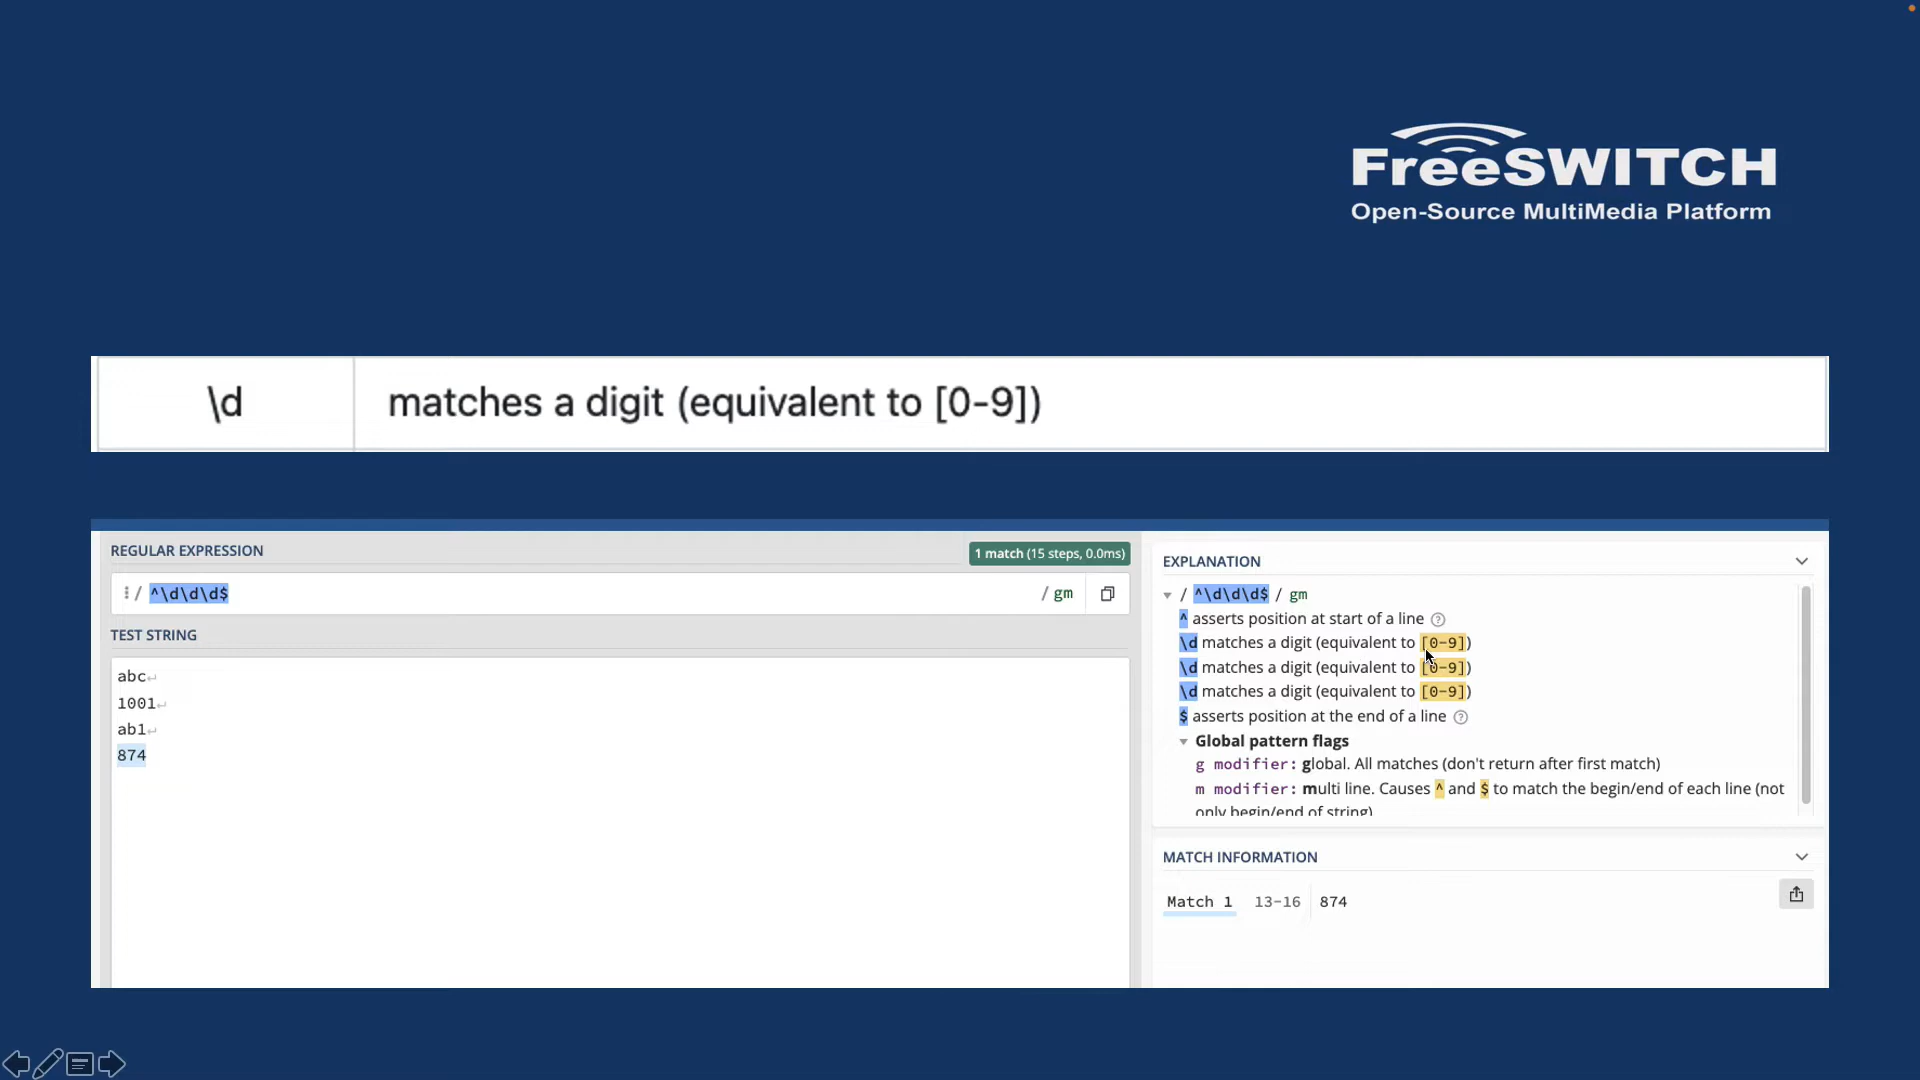 FreeSWITCH
Open-Source MultiMedia Platform
\d matches a digit (equivalent to [0-9])
REGULAR EXPRESSION
1 match (15 steps, 0.0ms)
/ ^\d\d\d$ / gm
TEST STRING
abc
1001
ab1
874
EXPLANATION
/ ^\d\d\d$ / gm
^ asserts position at start of a line
\d matches a digit (equivalent to [0-9])
\d matches a digit (equivalent to [0-9])
\d matches a digit (equivalent to [0-9])
$ asserts position at the end of a line
Global pattern flags
g modifier: global. All matches (don't return after first match)
m modifier: multi line. Causes ^ and $ to match the begin/end of each line (not
only begin/end of string)
MATCH INFORMATION
Match 1 13-16 874